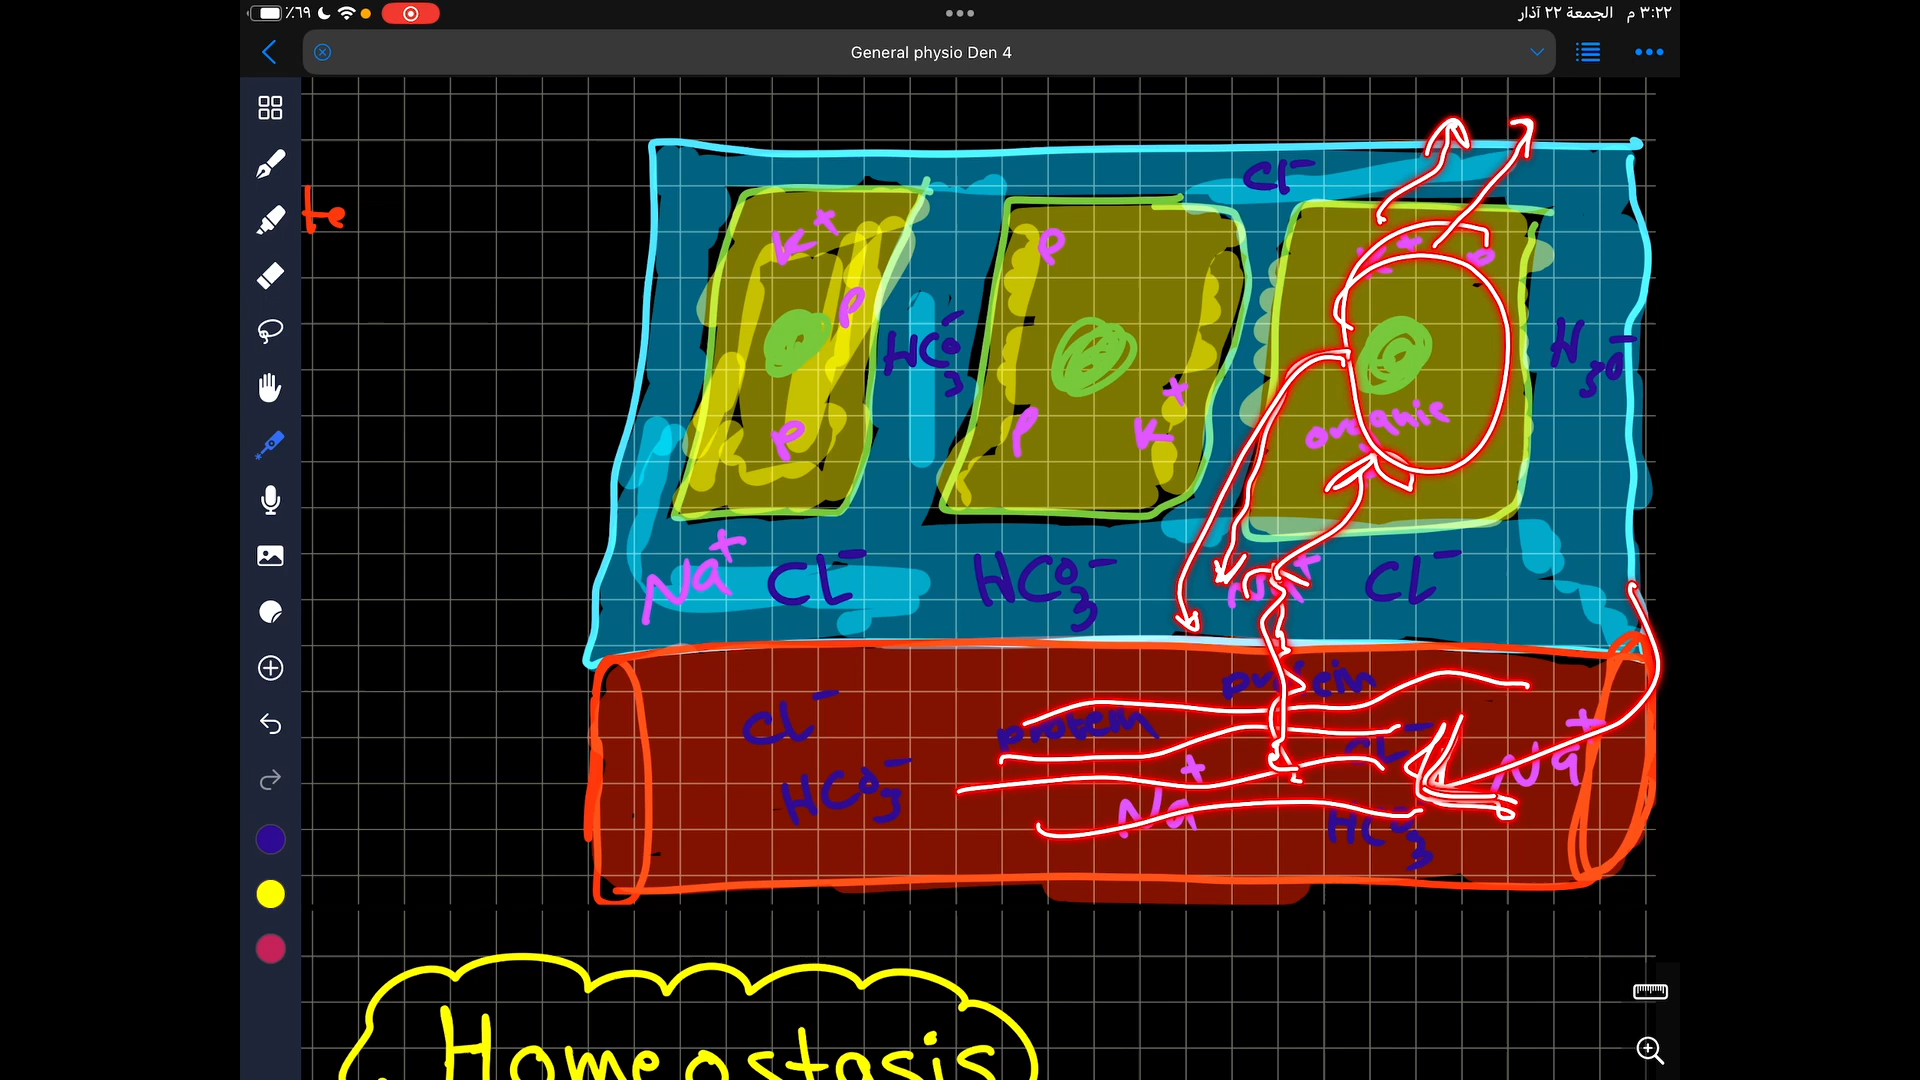 ٪٦٩
٣:٢٢ م الجمعة ٢٢ آذار
General physio Den 4
Cl⁻
K⁺
P
P
HCO₃⁻
P
P
K⁺
H₃O⁻
organic
Na⁺
Cl⁻
HCO₃⁻
Na⁺
Cl⁻
protein
Cl⁻
protein
Cl⁻
Na⁺
HCO₃⁻
Na⁺
HCO₃
Homeostasis